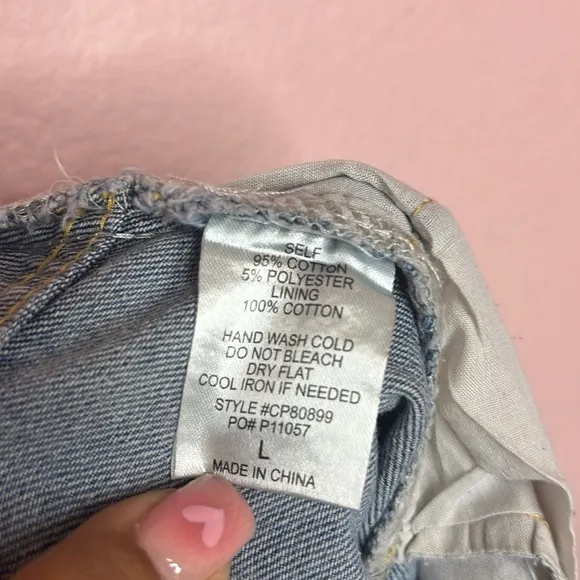 SELF
95% COTTON
5% POLYESTER
LINING
100% COTTON
HAND WASH COLD
DO NOT BLEACH
DRY FLAT
COOL IRON IF NEEDED
STYLE #CP80899
PO# P11057
L
MADE IN CHINA